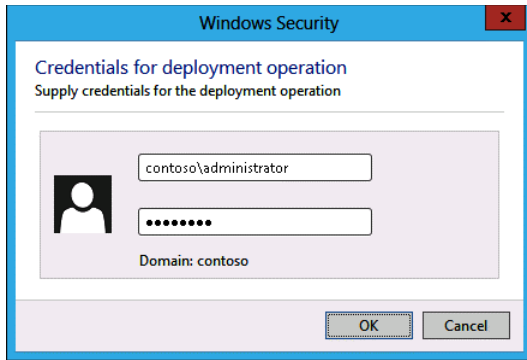 Windows Security
x
Credentials for deployment operation
Supply credentials for the deployment operation
contoso\administrator
●●●●●●●●
Domain: contoso
OK
Cancel